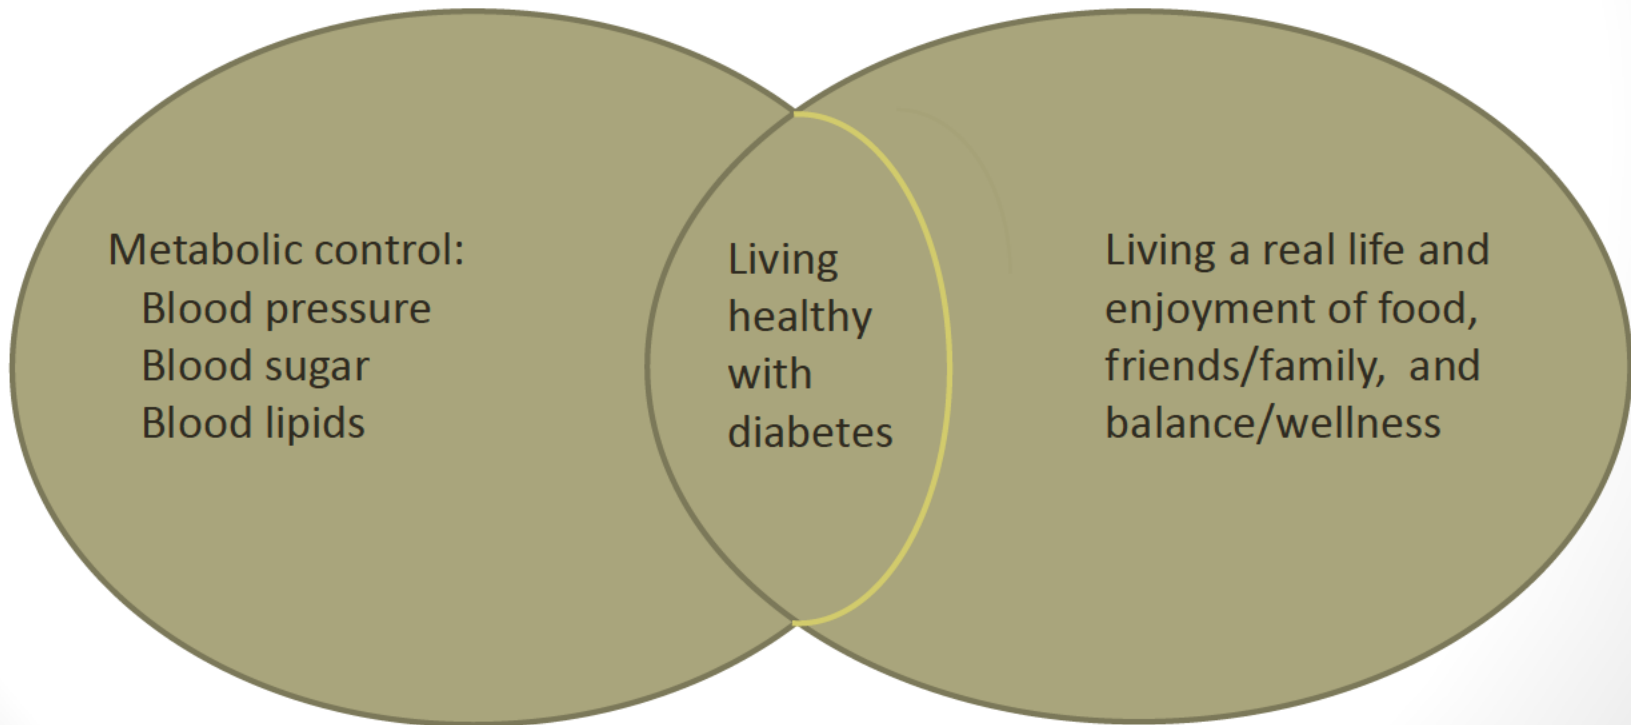 Metabolic control:
Blood pressure
Blood sugar
Blood lipids
Living
healthy
with
diabetes
Living a real life and
enjoyment of food,
friends/family, and
balance/wellness